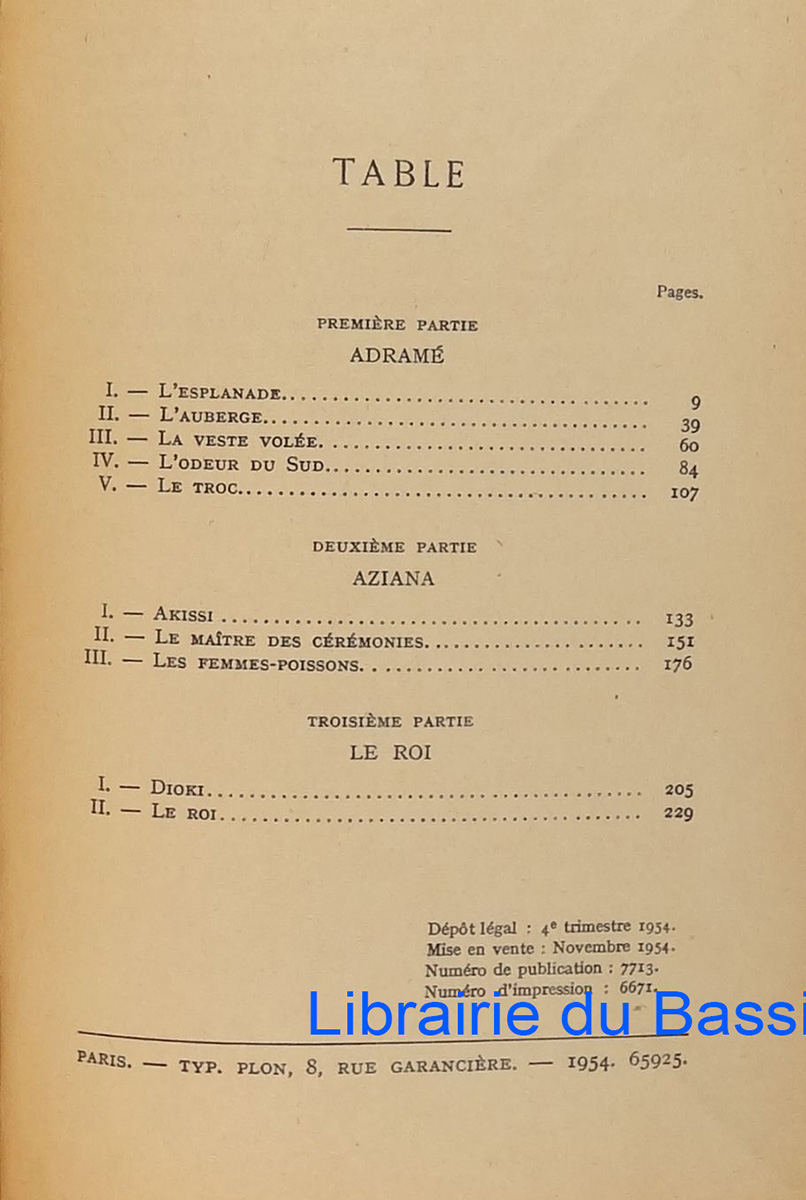 TABLE
Pages.
PREMIÈRE PARTIE
ADRAMÉ
I. — L'ESPLANADE.................................... 9
II. — L'AUBERGE..................................... 39
III. — LA VESTE VOLÉE. ........................... 60
IV. — L'ODEUR DU SUD............................ 84
V. — LE TROC....................................... 107
DEUXIÈME PARTIE
AZIANA
I. — AKISSI ........................................ 133
II. — LE MAÎTRE DES CÉRÉMONIES.................... 151
III. — LES FEMMES-POISSONS. ........................ 176
TROISIÈME PARTIE
LE ROI
I. — DIOKI......................................... 205
II. — LE ROI........................................ 229
Dépôt légal : 4e trimestre 1954.
Mise en vente : Novembre 1954.
Numéro de publication : 7713.
Numéro d'impression : 6671.
Librairie du Bassi
PARIS. — TYP. PLON, 8, RUE GARANCIÈRE. — 1954. 65925.